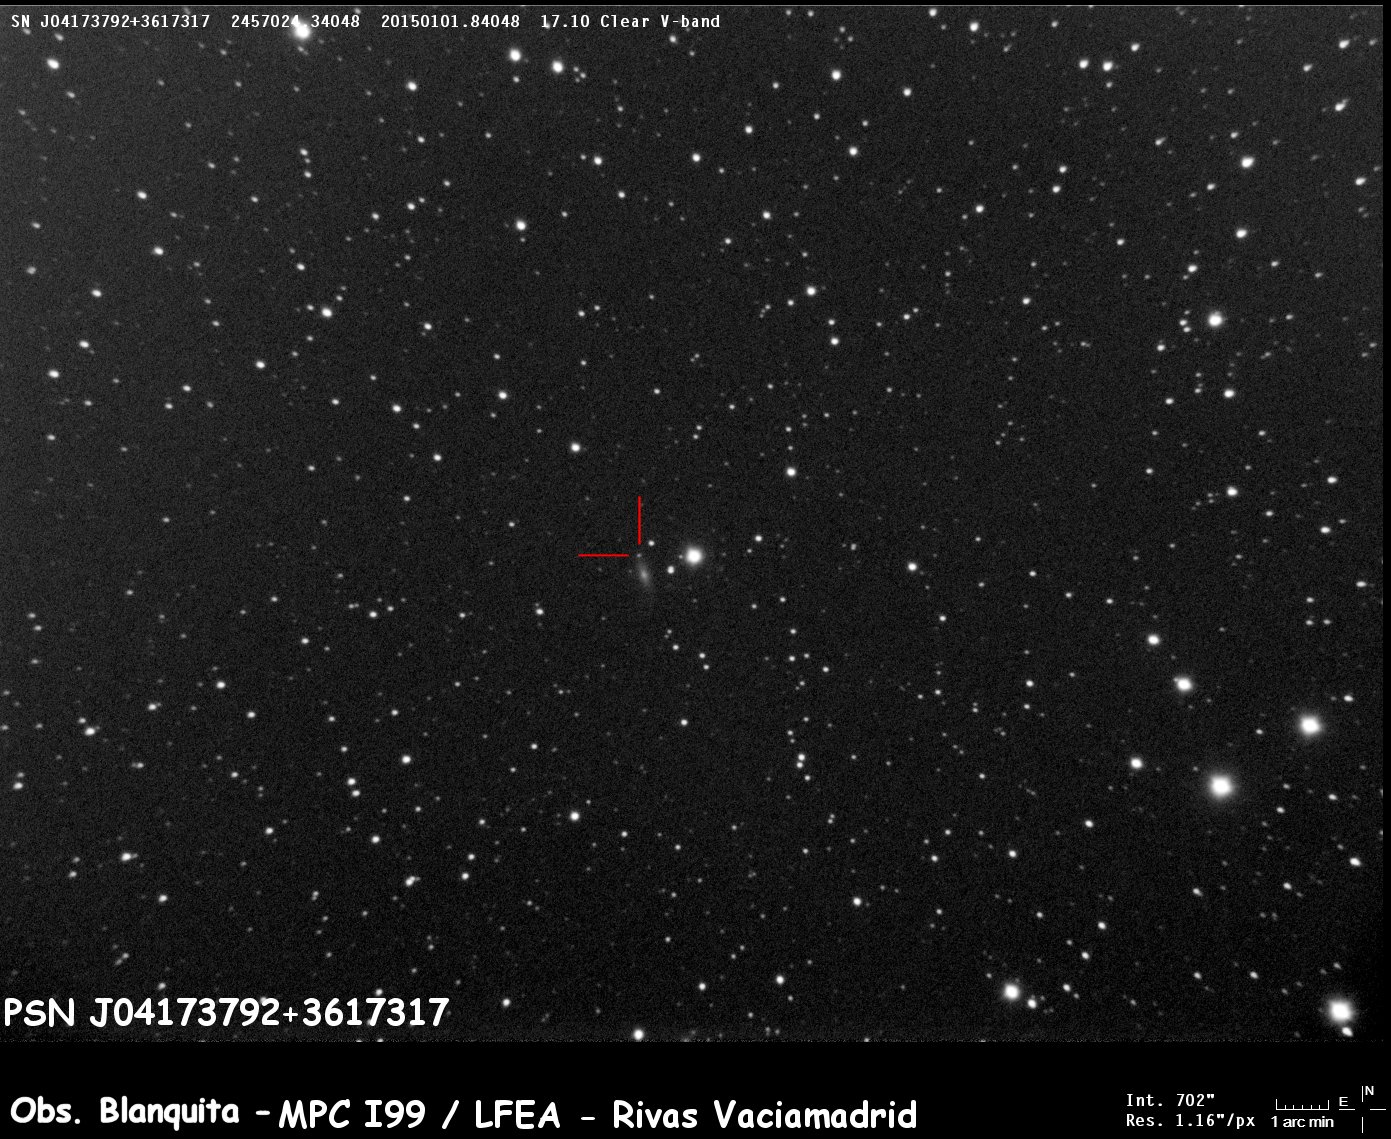 SN J04173792+3617317 2457024.34048 20150101.84048 17.10 Clear V-band
PSN J04173792+3617317
Obs. Blanquita - MPC I99 / LFEA - Rivas Vaciamadrid
Int. 702"
Res. 1.16"/px
1 arc min
E
N